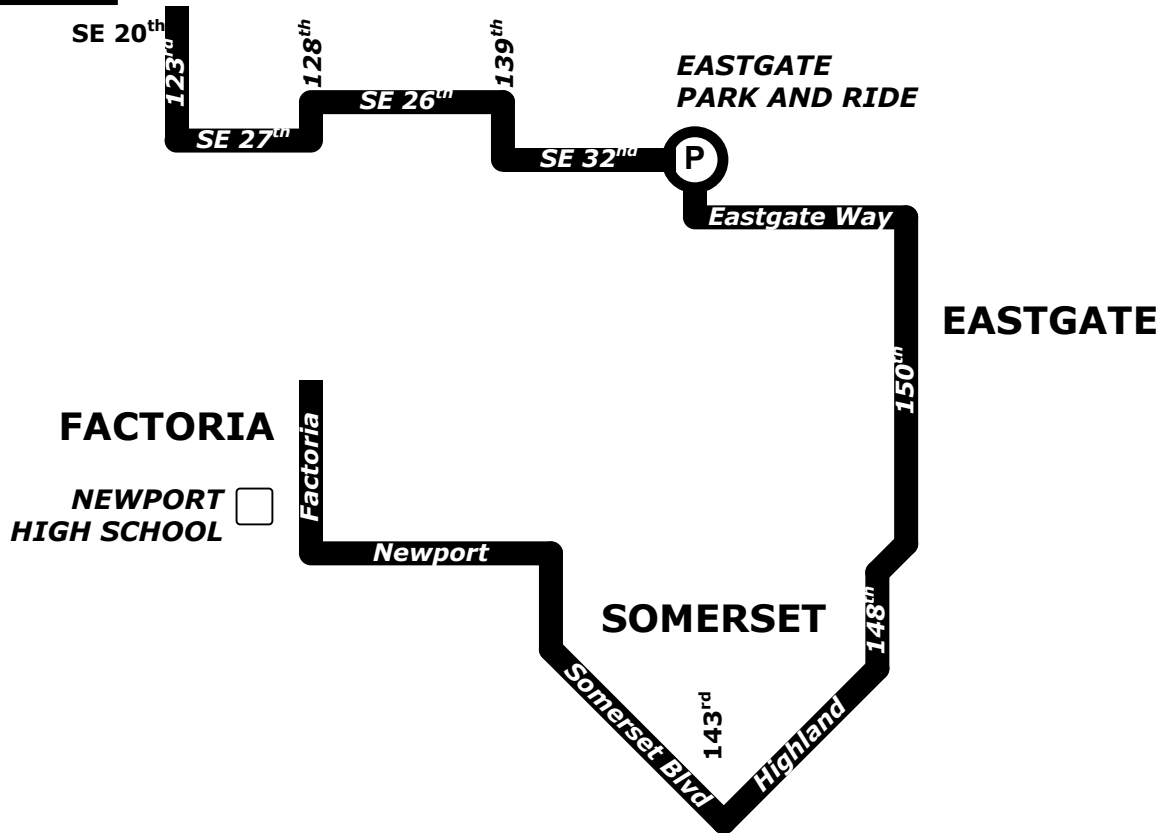 SE 20th
123rd
128th
139th
SE 27th
SE 26th
SE 32nd
EASTGATE
PARK AND RIDE
P
Eastgate Way
EASTGATE
150th
FACTORIA
Factoria
NEWPORT
HIGH SCHOOL
Newport
SOMERSET
148th
Somerset Blvd
143rd
Highland